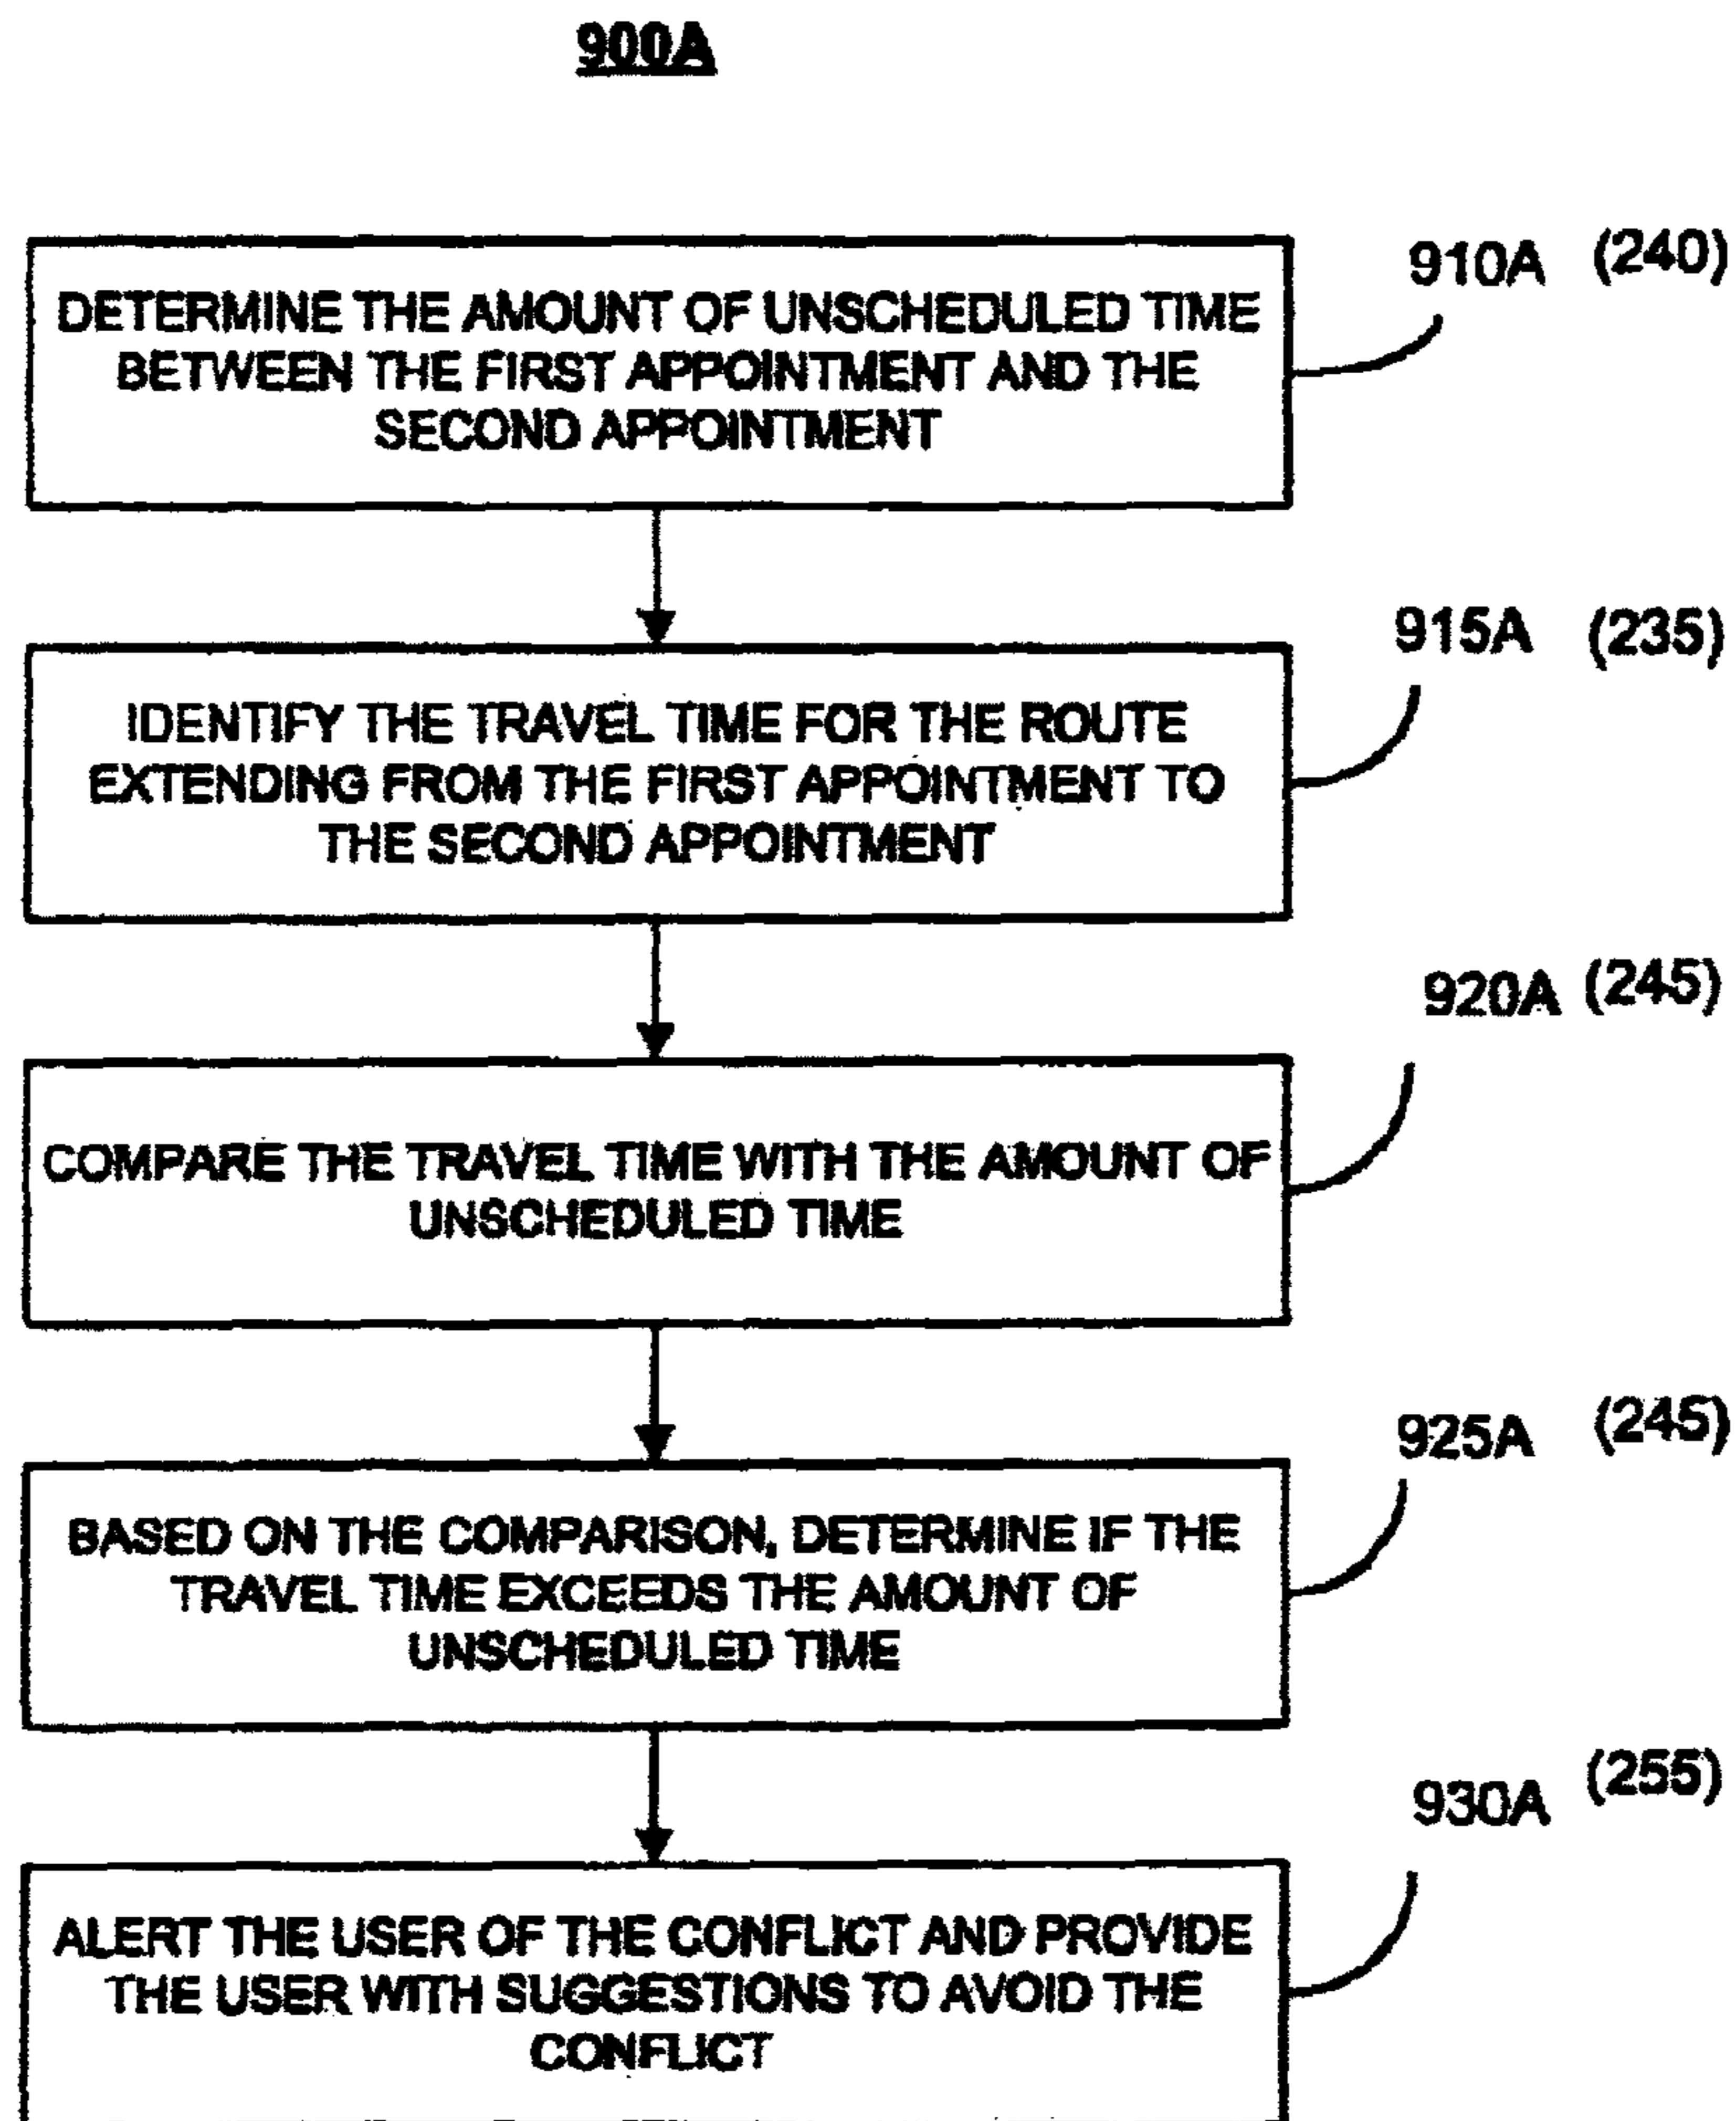 900A
910A (240)
DETERMINE THE AMOUNT OF UNSCHEDULED TIME
BETWEEN THE FIRST APPOINTMENT AND THE
SECOND APPOINTMENT
915A (235)
IDENTIFY THE TRAVEL TIME FOR THE ROUTE
EXTENDING FROM THE FIRST APPOINTMENT TO
THE SECOND APPOINTMENT
920A (245)
COMPARE THE TRAVEL TIME WITH THE AMOUNT OF
UNSCHEDULED TIME
925A (245)
BASED ON THE COMPARISON, DETERMINE IF THE
TRAVEL TIME EXCEEDS THE AMOUNT OF
UNSCHEDULED TIME
930A (255)
ALERT THE USER OF THE CONFLICT AND PROVIDE
THE USER WITH SUGGESTIONS TO AVOID THE
CONFLICT